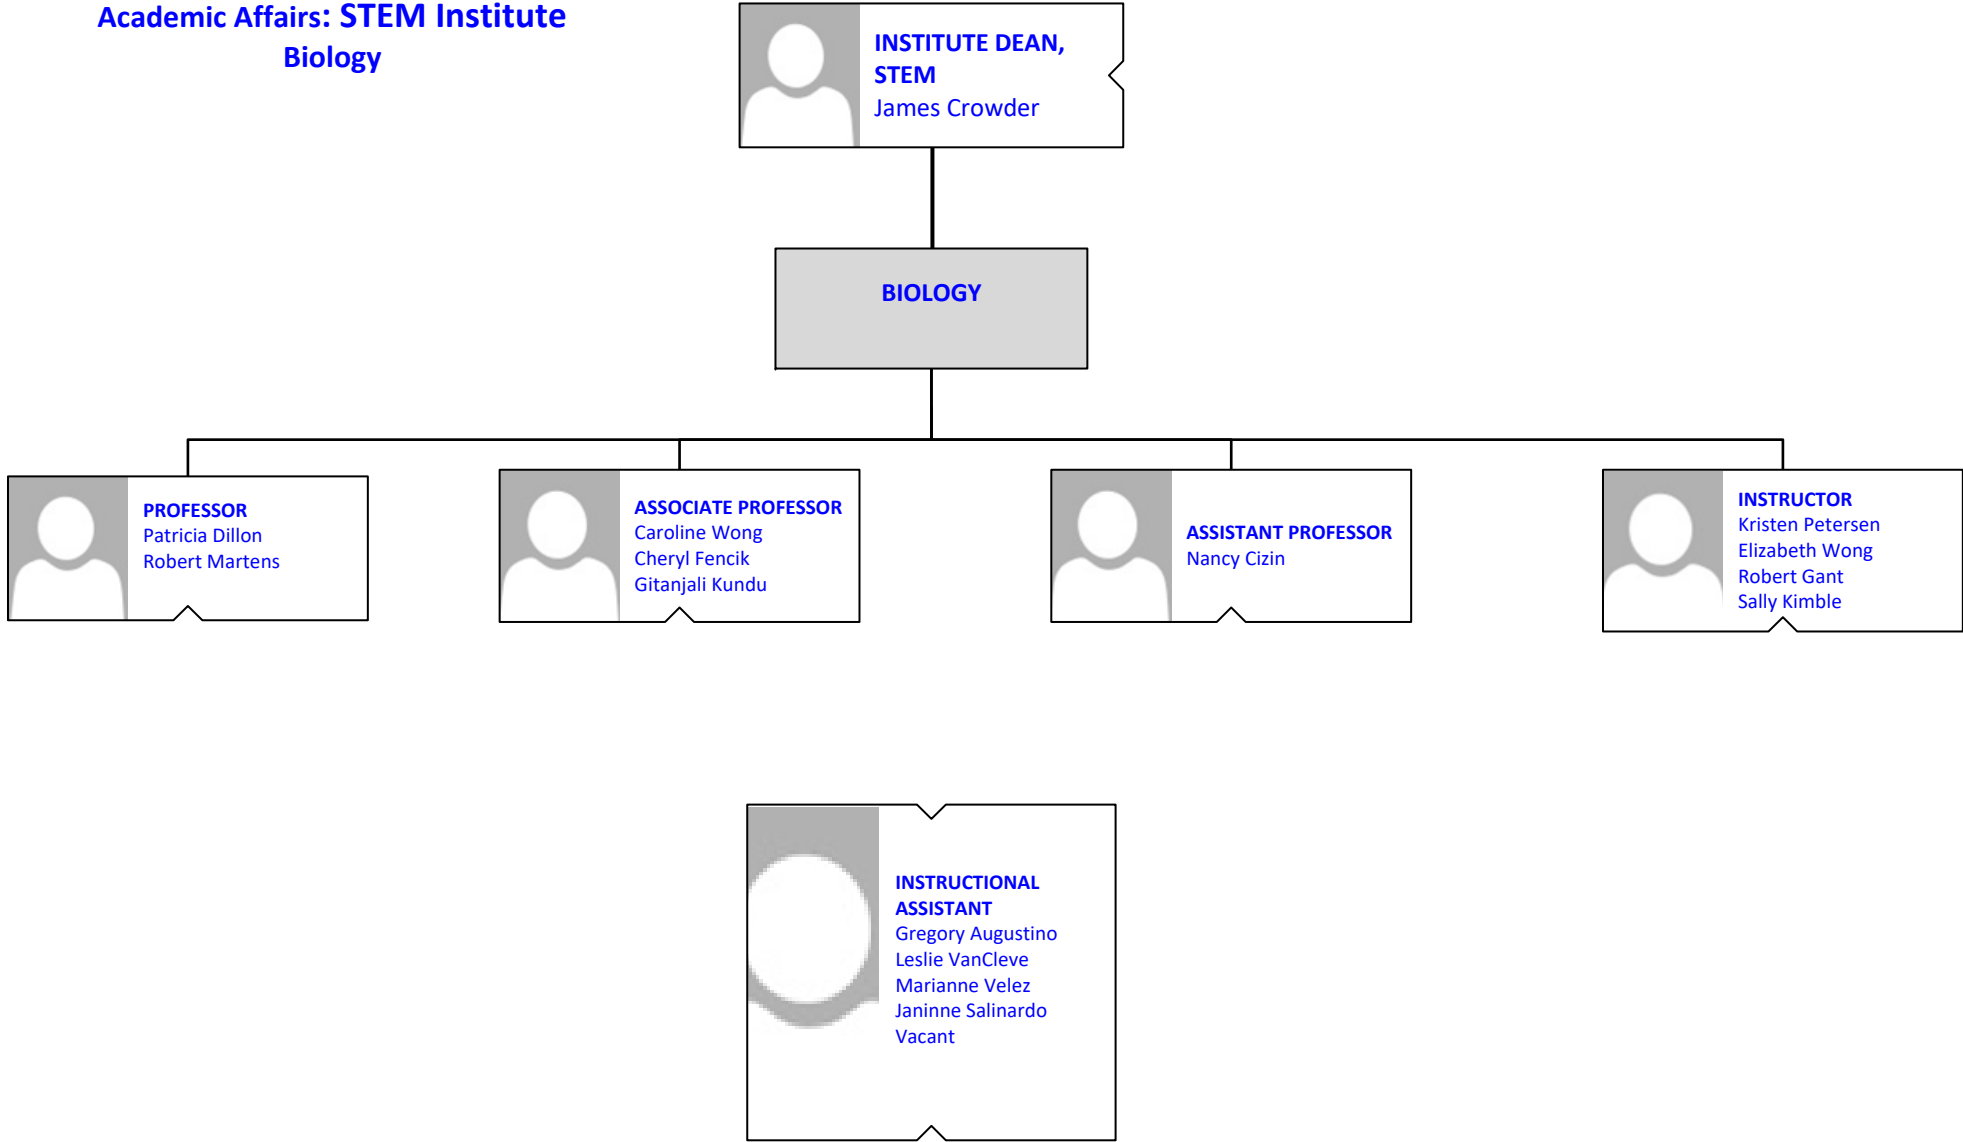 Academic Affairs: STEM Institute
Biology
INSTITUTE DEAN,
STEM
James Crowder
BIOLOGY
PROFESSOR
Patricia Dillon
Robert Martens
ASSOCIATE PROFESSOR
Caroline Wong
Cheryl Fencik
Gitanjali Kundu
ASSISTANT PROFESSOR
Nancy Cizin
INSTRUCTOR
Kristen Petersen
Elizabeth Wong
Robert Gant
Sally Kimble
INSTRUCTIONAL
ASSISTANT
Gregory Augustino
Leslie VanCleve
Marianne Velez
Janinne Salinardo
Vacant